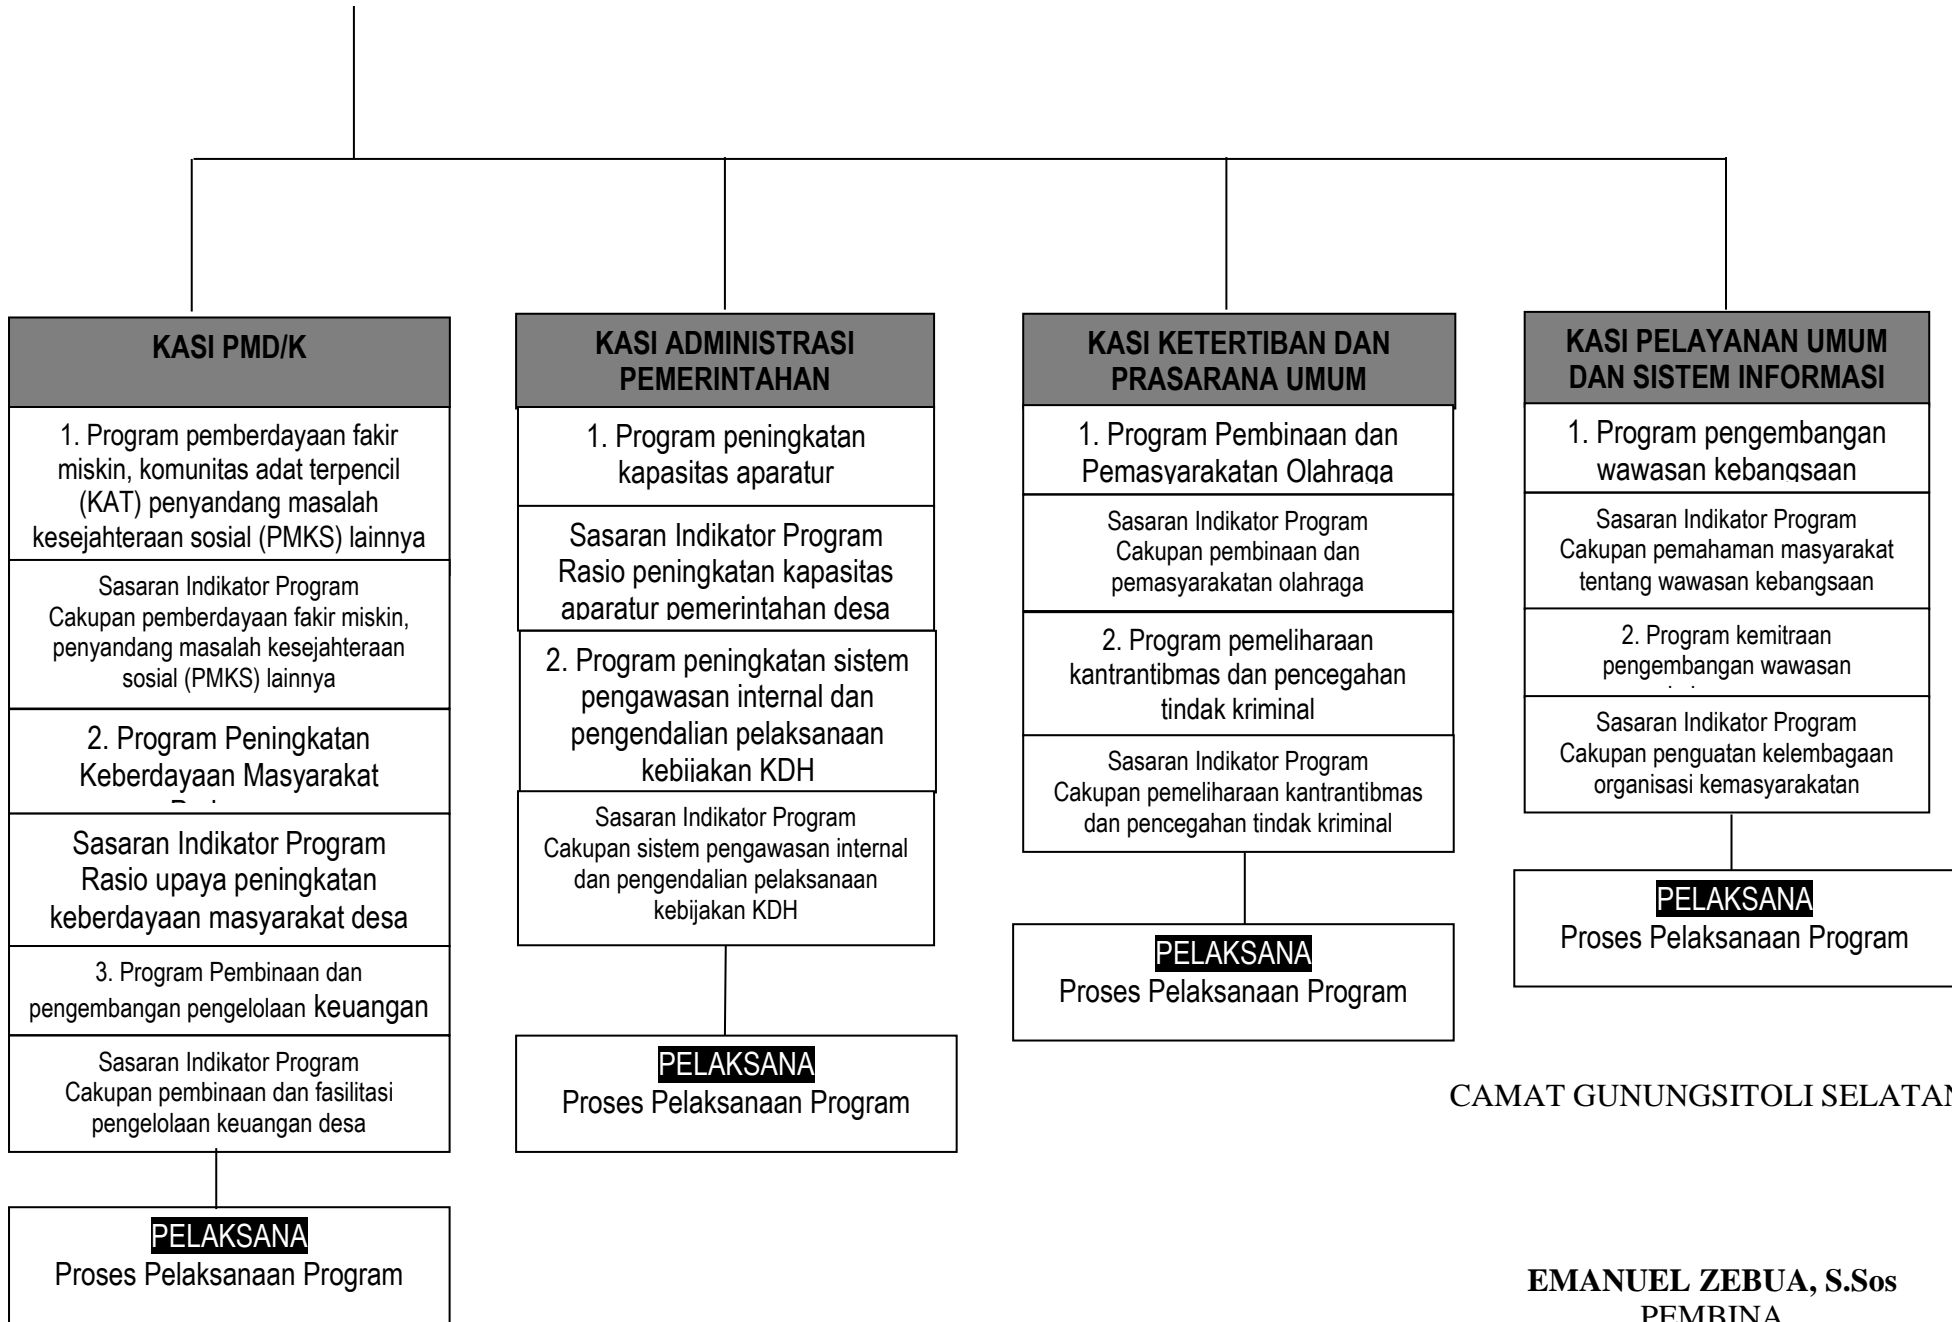 KASI PMD/K
1. Program pemberdayaan fakir
miskin, komunitas adat terpencil
(KAT) penyandang masalah
kesejahteraan sosial (PMKS) lainnya
Sasaran Indikator Program
Cakupan pemberdayaan fakir miskin,
penyandang masalah kesejahteraan
sosial (PMKS) lainnya
2. Program Peningkatan
Keberdayaan Masyarakat
Sasaran Indikator Program
Rasio upaya peningkatan
keberdayaan masyarakat desa
3. Program Pembinaan dan
pengembangan pengelolaan keuangan
Sasaran Indikator Program
Cakupan pembinaan dan fasilitasi
pengelolaan keuangan desa
PELAKSANA
Proses Pelaksanaan Program
KASI ADMINISTRASI
PEMERINTAHAN
1. Program peningkatan
kapasitas aparatur
Sasaran Indikator Program
Rasio peningkatan kapasitas
aparatur pemerintahan desa
2. Program peningkatan sistem
pengawasan internal dan
pengendalian pelaksanaan
kebijakan KDH
Sasaran Indikator Program
Cakupan sistem pengawasan internal
dan pengendalian pelaksanaan
kebijakan KDH
PELAKSANA
Proses Pelaksanaan Program
KASI KETERTIBAN DAN
PRASARANA UMUM
1. Program Pembinaan dan
Pemasyarakatan Olahraga
Sasaran Indikator Program
Cakupan pembinaan dan
pemasyarakatan olahraga
2. Program pemeliharaan
kantrantibmas dan pencegahan
tindak kriminal
Sasaran Indikator Program
Cakupan pemeliharaan kantrantibmas
dan pencegahan tindak kriminal
PELAKSANA
Proses Pelaksanaan Program
KASI PELAYANAN UMUM
DAN SISTEM INFORMASI
1. Program pengembangan
wawasan kebangsaan
Sasaran Indikator Program
Cakupan pemahaman masyarakat
tentang wawasan kebangsaan
2. Program kemitraan
pengembangan wawasan
Sasaran Indikator Program
Cakupan penguatan kelembagaan
organisasi kemasyarakatan
PELAKSANA
Proses Pelaksanaan Program
CAMAT GUNUNGSITOLI SELATAN
EMANUEL ZEBUA, S.Sos
PEMBINA